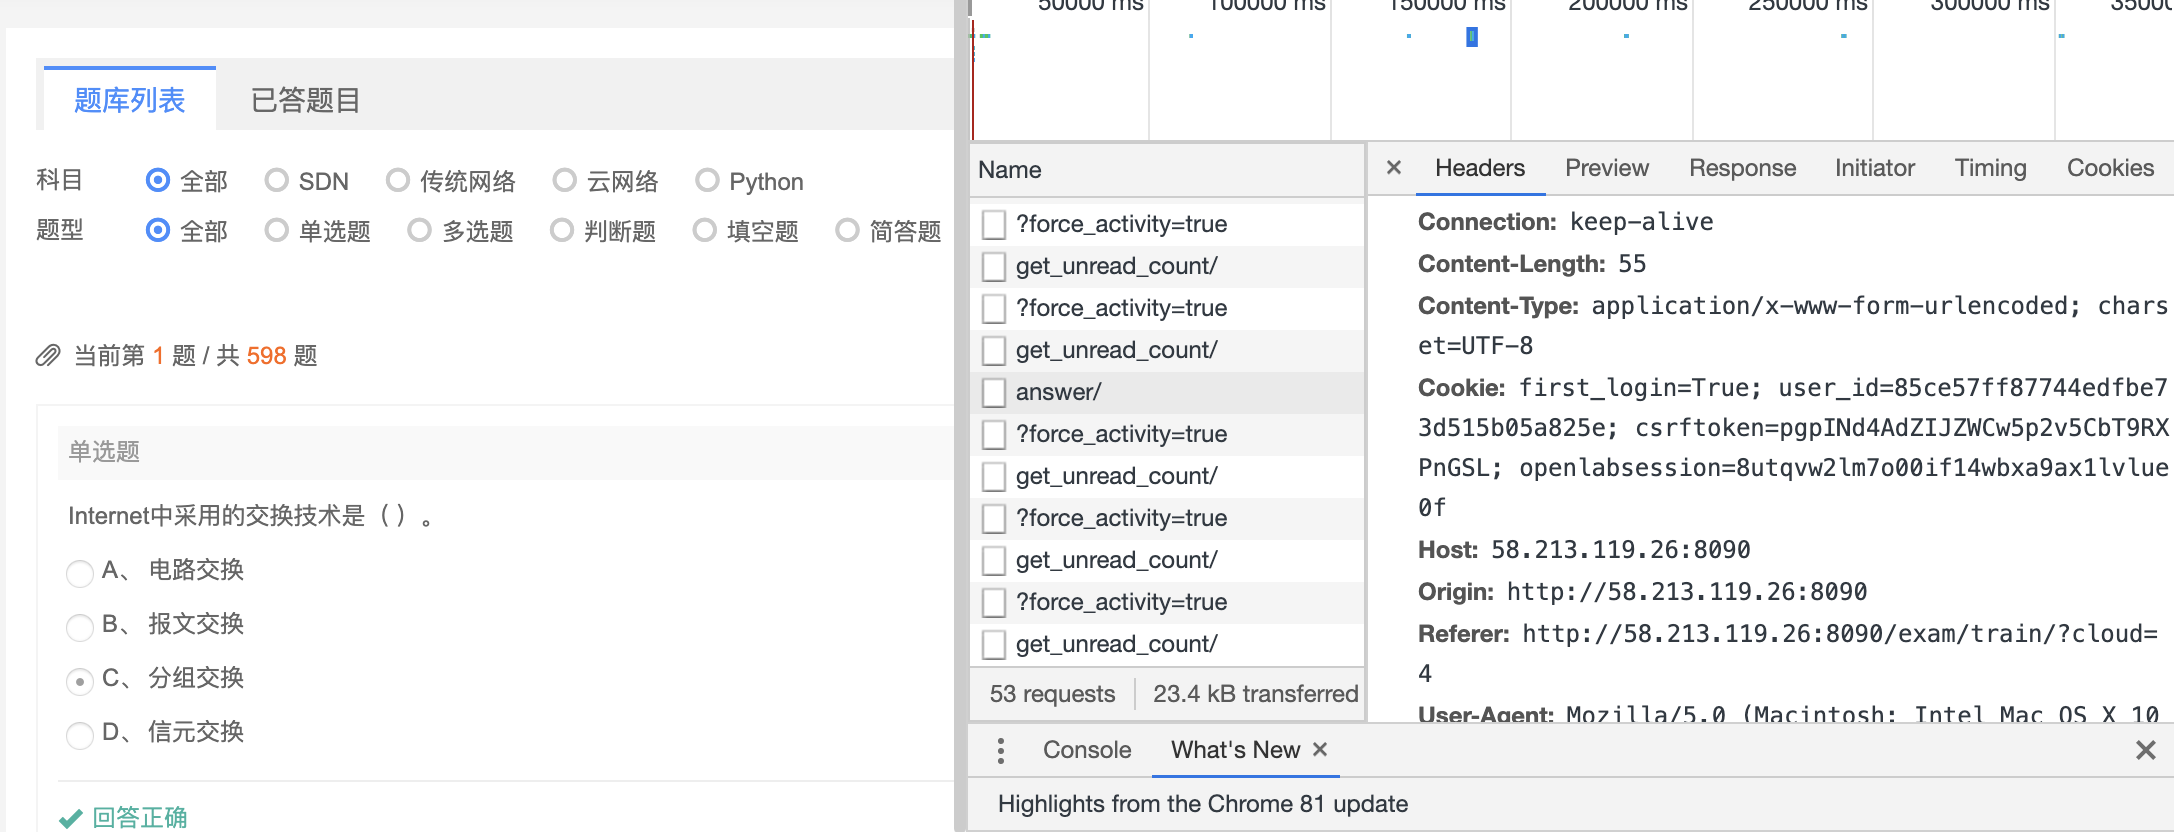 题库列表
已答题目
科目 全部 SDN 传统网络 云网络 Python
题型 全部 单选题 多选题 判断题 填空题 简答题
当前第 1 题 / 共 598 题
单选题
Internet中采用的交换技术是（）。
A、 电路交换
B、 报文交换
C、 分组交换
D、 信元交换
回答正确
50000 ms 100000 ms 150000 ms 200000 ms 250000 ms 300000 ms
Name
?force_activity=true
get_unread_count/
?force_activity=true
get_unread_count/
answer/
?force_activity=true
get_unread_count/
?force_activity=true
get_unread_count/
?force_activity=true
get_unread_count/
53 requests 23.4 kB transferred
× Headers Preview Response Initiator Timing Cookies
Connection: keep-alive
Content-Length: 55
Content-Type: application/x-www-form-urlencoded; chars
et=UTF-8
Cookie: first_login=True; user_id=85ce57ff87744edfbe7
3d515b05a825e; csrftoken=pgpINd4AdZIJZWCw5p2v5CbT9RX
PnGSL; openlabsession=8utqvw2lm7o00if14wbxa9ax1lvlue
0f
Host: 58.213.119.26:8090
Origin: http://58.213.119.26:8090
Referer: http://58.213.119.26:8090/exam/train/?cloud=
4
User-Agent: Mozilla/5.0 (Macintosh; Intel Mac OS X 10
Console What's New ×
Highlights from the Chrome 81 update